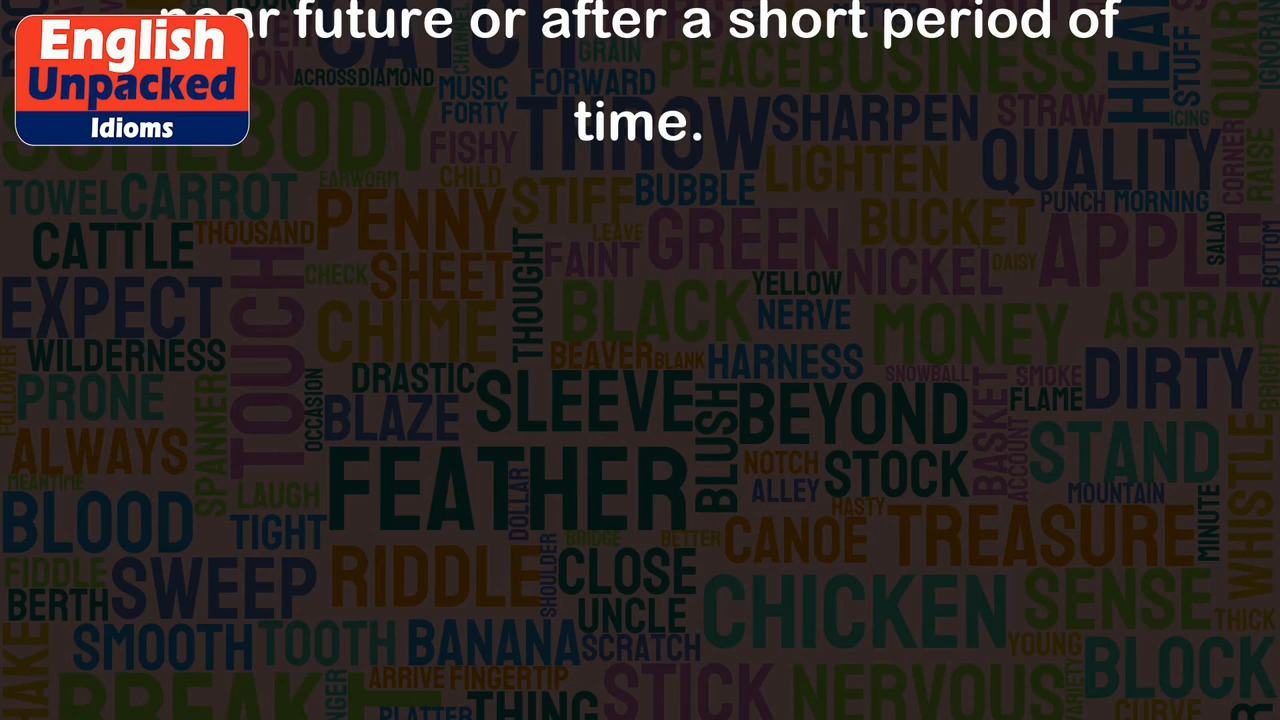 near future or after a short period of
time.
English
Unpacked
Idioms
GRAIN
ACROSS DIAMOND
MUSIC
FORWARD
PEACE BUSINESS
FORTY
STUFF
HEAR
ICING
FISHY
THROW
SHARPEN
STRAW
QUALITY
CORNER
RAISE
EARWORM
CHILD
LIGHTEN
TOWEL
CARROT
PENNY
STIFF
BUBBLE
PUNCH
MORNING
CATTLE
THOUSAND
LEAVE
GREEN
BUCKET
APPLE
SALAD
BOTTOM
TOUCH
CHECK
SHEET
THOUGHT
FAINT
YELLOW
NICKEL
DAISY
EXPECT
CHIME
BLACK
NERVE
MONEY
ASTRAY
WILDERNESS
BEAVER
BLANK
HARNESS
SNOWBALL
SMOKE
DIRTY
BRIGHT
FOLLOWER
PRONE
SPANNER
OCCASION
DRASTIC
SLEEVE
BLUSH
BEYOND
BASKET
FLAME
BLAZE
ALWAYS
ACCOUNT
STAND
WHISTLE
MEANTIME
LAUGH
FEATHER
DOLLAR
NOTCH
STOCK
ALLEY
HASTY
MOUNTAIN
BLOOD
TIGHT
BRIDGE
BETTER
CANOE
TREASURE
MINUTE
FIDDLE
SWEEP
RIDDLE
SHOULDER
CLOSE
CHICKEN
SENSE
BERTH
UNCLE
THICK
SMOOTH
TOOTH
BANANA
SCRATCH
YOUNG
BLOCK
ARRIVE
FINGERTIP
STICK
NERVOUS
THING
PLATTER
CURVE